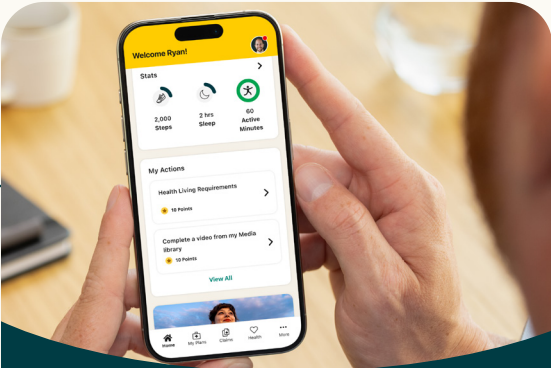 Welcome Ryan!
Stats
2,000
Steps
2 hrs
Sleep
60
Active
Minutes
My Actions
Health Living Requirements
10 Points
Complete a video from my Media
library
10 Points
View All
Home
My Plans
Claims
Health
More